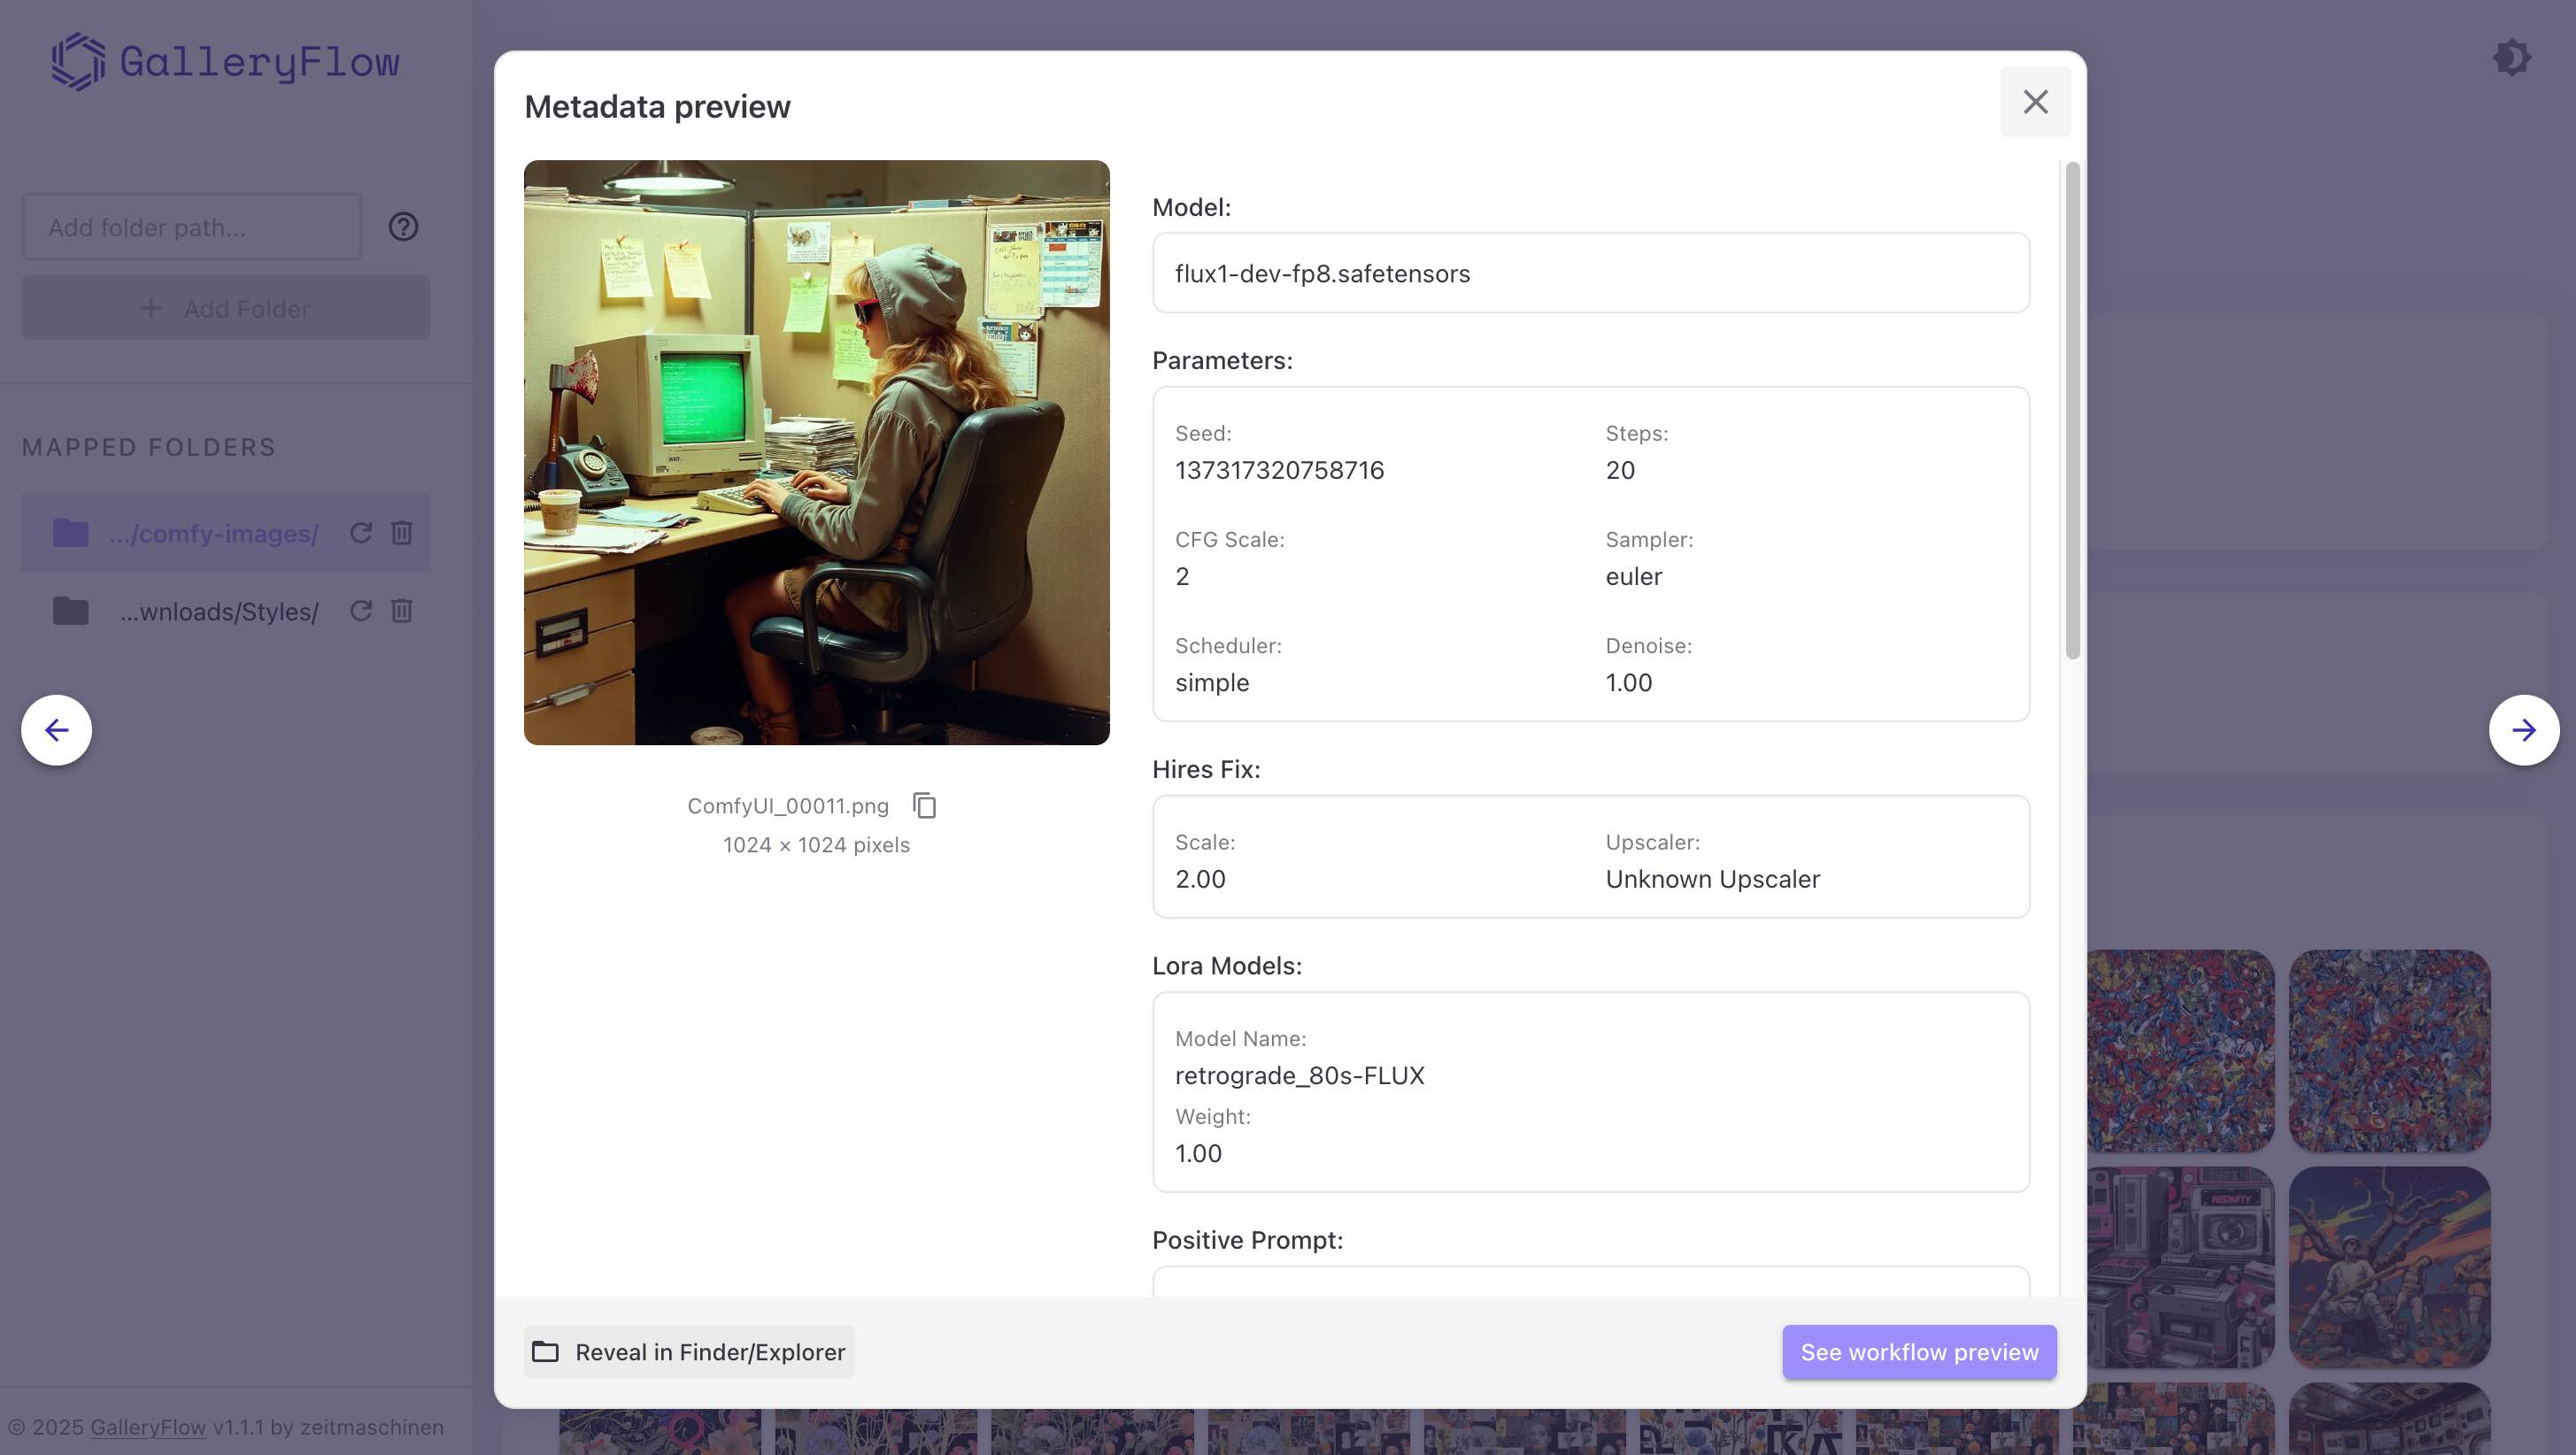 GalleryFlow
Add folder path...
+ Add Folder
MAPPED FOLDERS
.../comfy-images/
...wnloads/Styles/
© 2025 GalleryFlow v1.1.1 by zeitmaschinen
Metadata preview
ComfyUI_00011.png
1024 × 1024 pixels
Model:
flux1-dev-fp8.safetensors
Parameters:
Seed:
137317320758716
Steps:
20
CFG Scale:
2
Sampler:
euler
Scheduler:
simple
Denoise:
1.00
Hires Fix:
Scale:
2.00
Upscaler:
Unknown Upscaler
Lora Models:
Model Name:
retrograde_80s-FLUX
Weight:
1.00
Positive Prompt:
Reveal in Finder/Explorer
See workflow preview